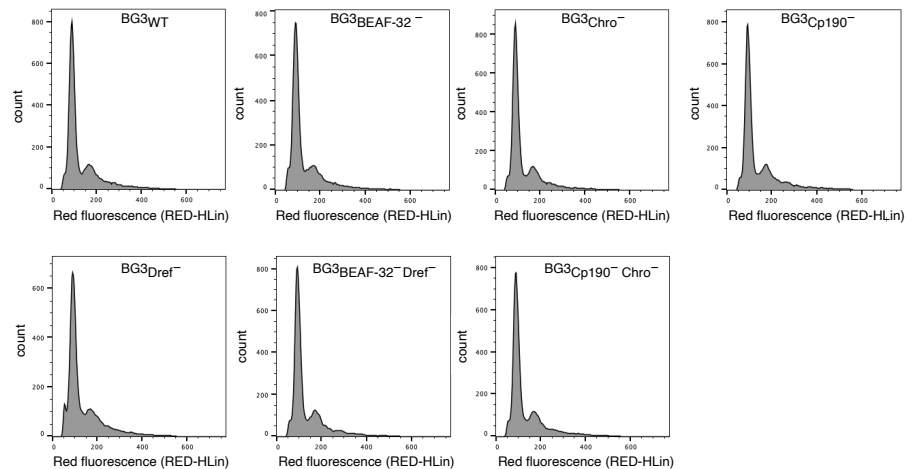 BG3WT
800
600
400
200
0
count
0 200 400 600
Red fluorescence (RED-HLin)
BG3BEAF-32⁻
800
600
400
200
0
count
0 200 400 600
Red fluorescence (RED-HLin)
BG3Chro⁻
800
600
400
200
0
count
0 200 400 600
Red fluorescence (RED-HLin)
BG3Cp190⁻
800
600
400
200
0
count
0 200 400 600
Red fluorescence (RED-HLin)
BG3Dref⁻
600
400
200
0
count
0 200 400 600
Red fluorescence (RED-HLin)
BG3BEAF-32⁻ Dref⁻
800
600
400
200
0
count
0 200 400 600
Red fluorescence (RED-HLin)
BG3Cp190⁻ Chro⁻
800
600
400
200
0
count
0 200 400 600
Red fluorescence (RED-HLin)